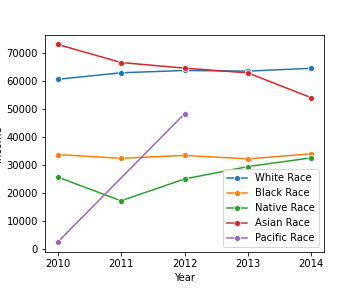 70000
60000
50000
40000
30000
20000
10000
0
2010 2011 2012 2013 2014
Year
White Race
Black Race
Native Race
Asian Race
Pacific Race